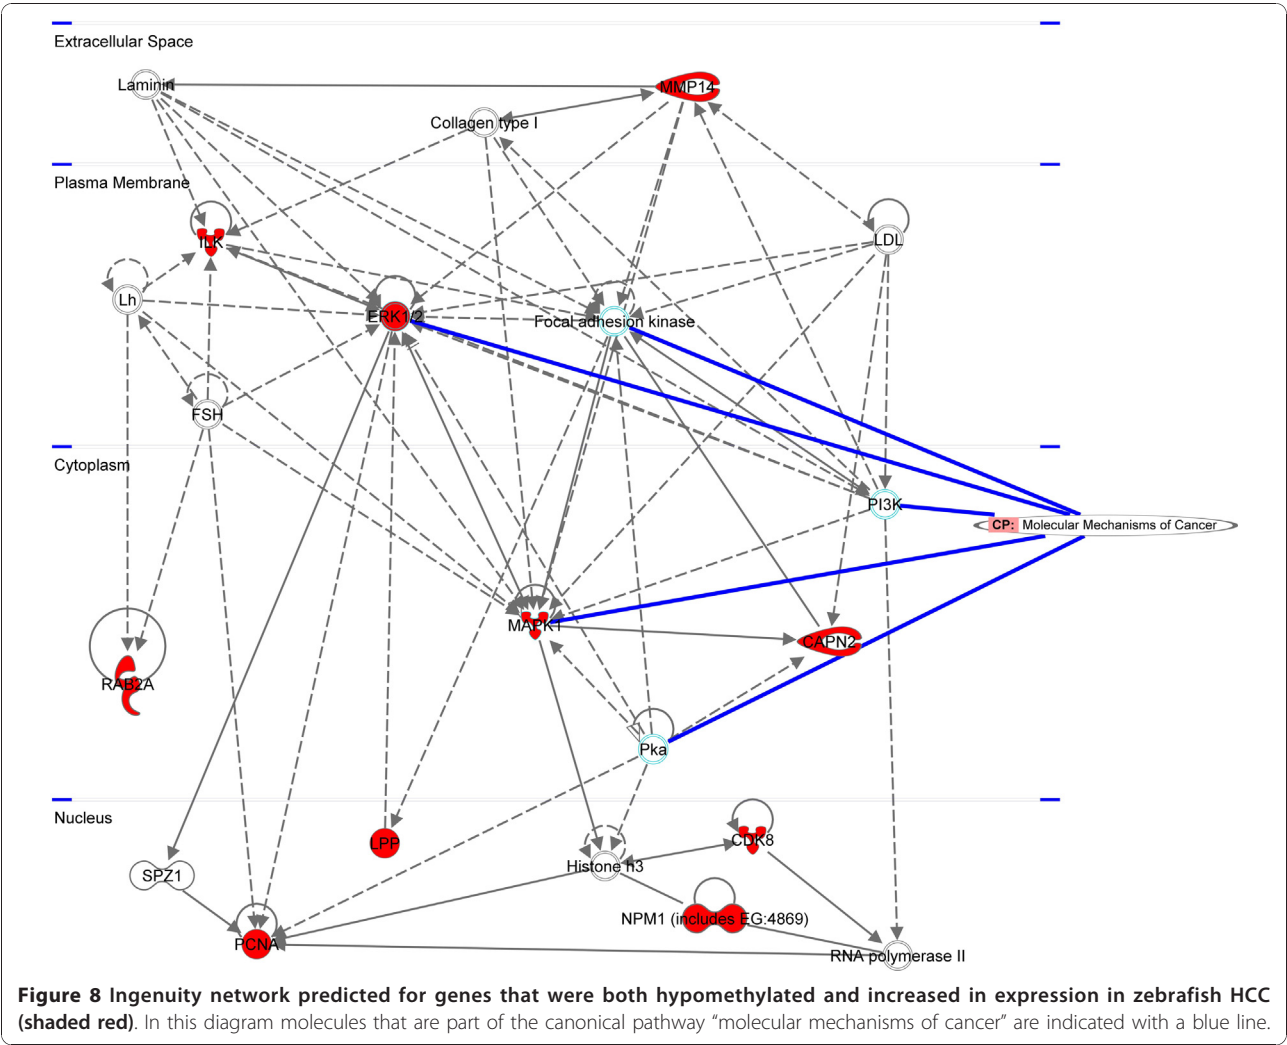 Extracellular Space
Laminin
MMP14
Collagen type I
Plasma Membrane
ILK
LDL
Lh
ERK1/2
Focal adhesion kinase
FSH
Cytoplasm
PI3K
CP: Molecular Mechanisms of Cancer
MAPK1
CAPN2
RAB2A
Pka
Nucleus
LPP
CDK8
Histone h3
SPZ1
NPM1 (includes EG:4869)
PCNA
RNA polymerase II
Figure 8 Ingenuity network predicted for genes that were both hypomethylated and increased in expression in zebrafish HCC
(shaded red). In this diagram molecules that are part of the canonical pathway “molecular mechanisms of cancer” are indicated with a blue line.